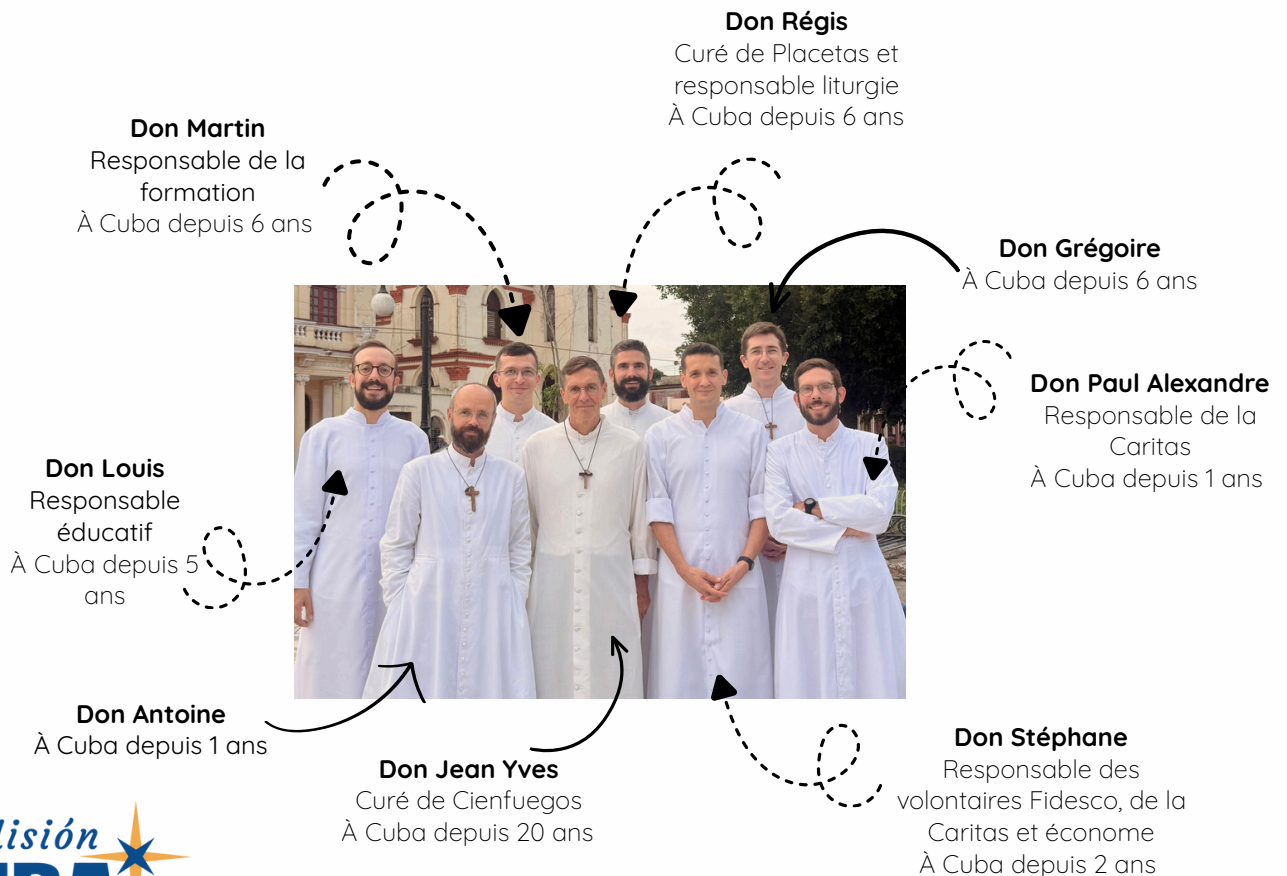 Don Régis
Curé de Placetas et
responsable liturgie
À Cuba depuis 6 ans
Don Martin
Responsable de la
formation
À Cuba depuis 6 ans
Don Grégoire
À Cuba depuis 6 ans
Don Paul Alexandre
Responsable de la
Caritas
À Cuba depuis 1 ans
Don Louis
Responsable
éducatif
À Cuba depuis 5
ans
Don Antoine
À Cuba depuis 1 ans
Don Jean Yves
Curé de Cienfuegos
À Cuba depuis 20 ans
Don Stéphane
Responsable des
volontaires Fidesco, de la
Caritas et économe
À Cuba depuis 2 ans